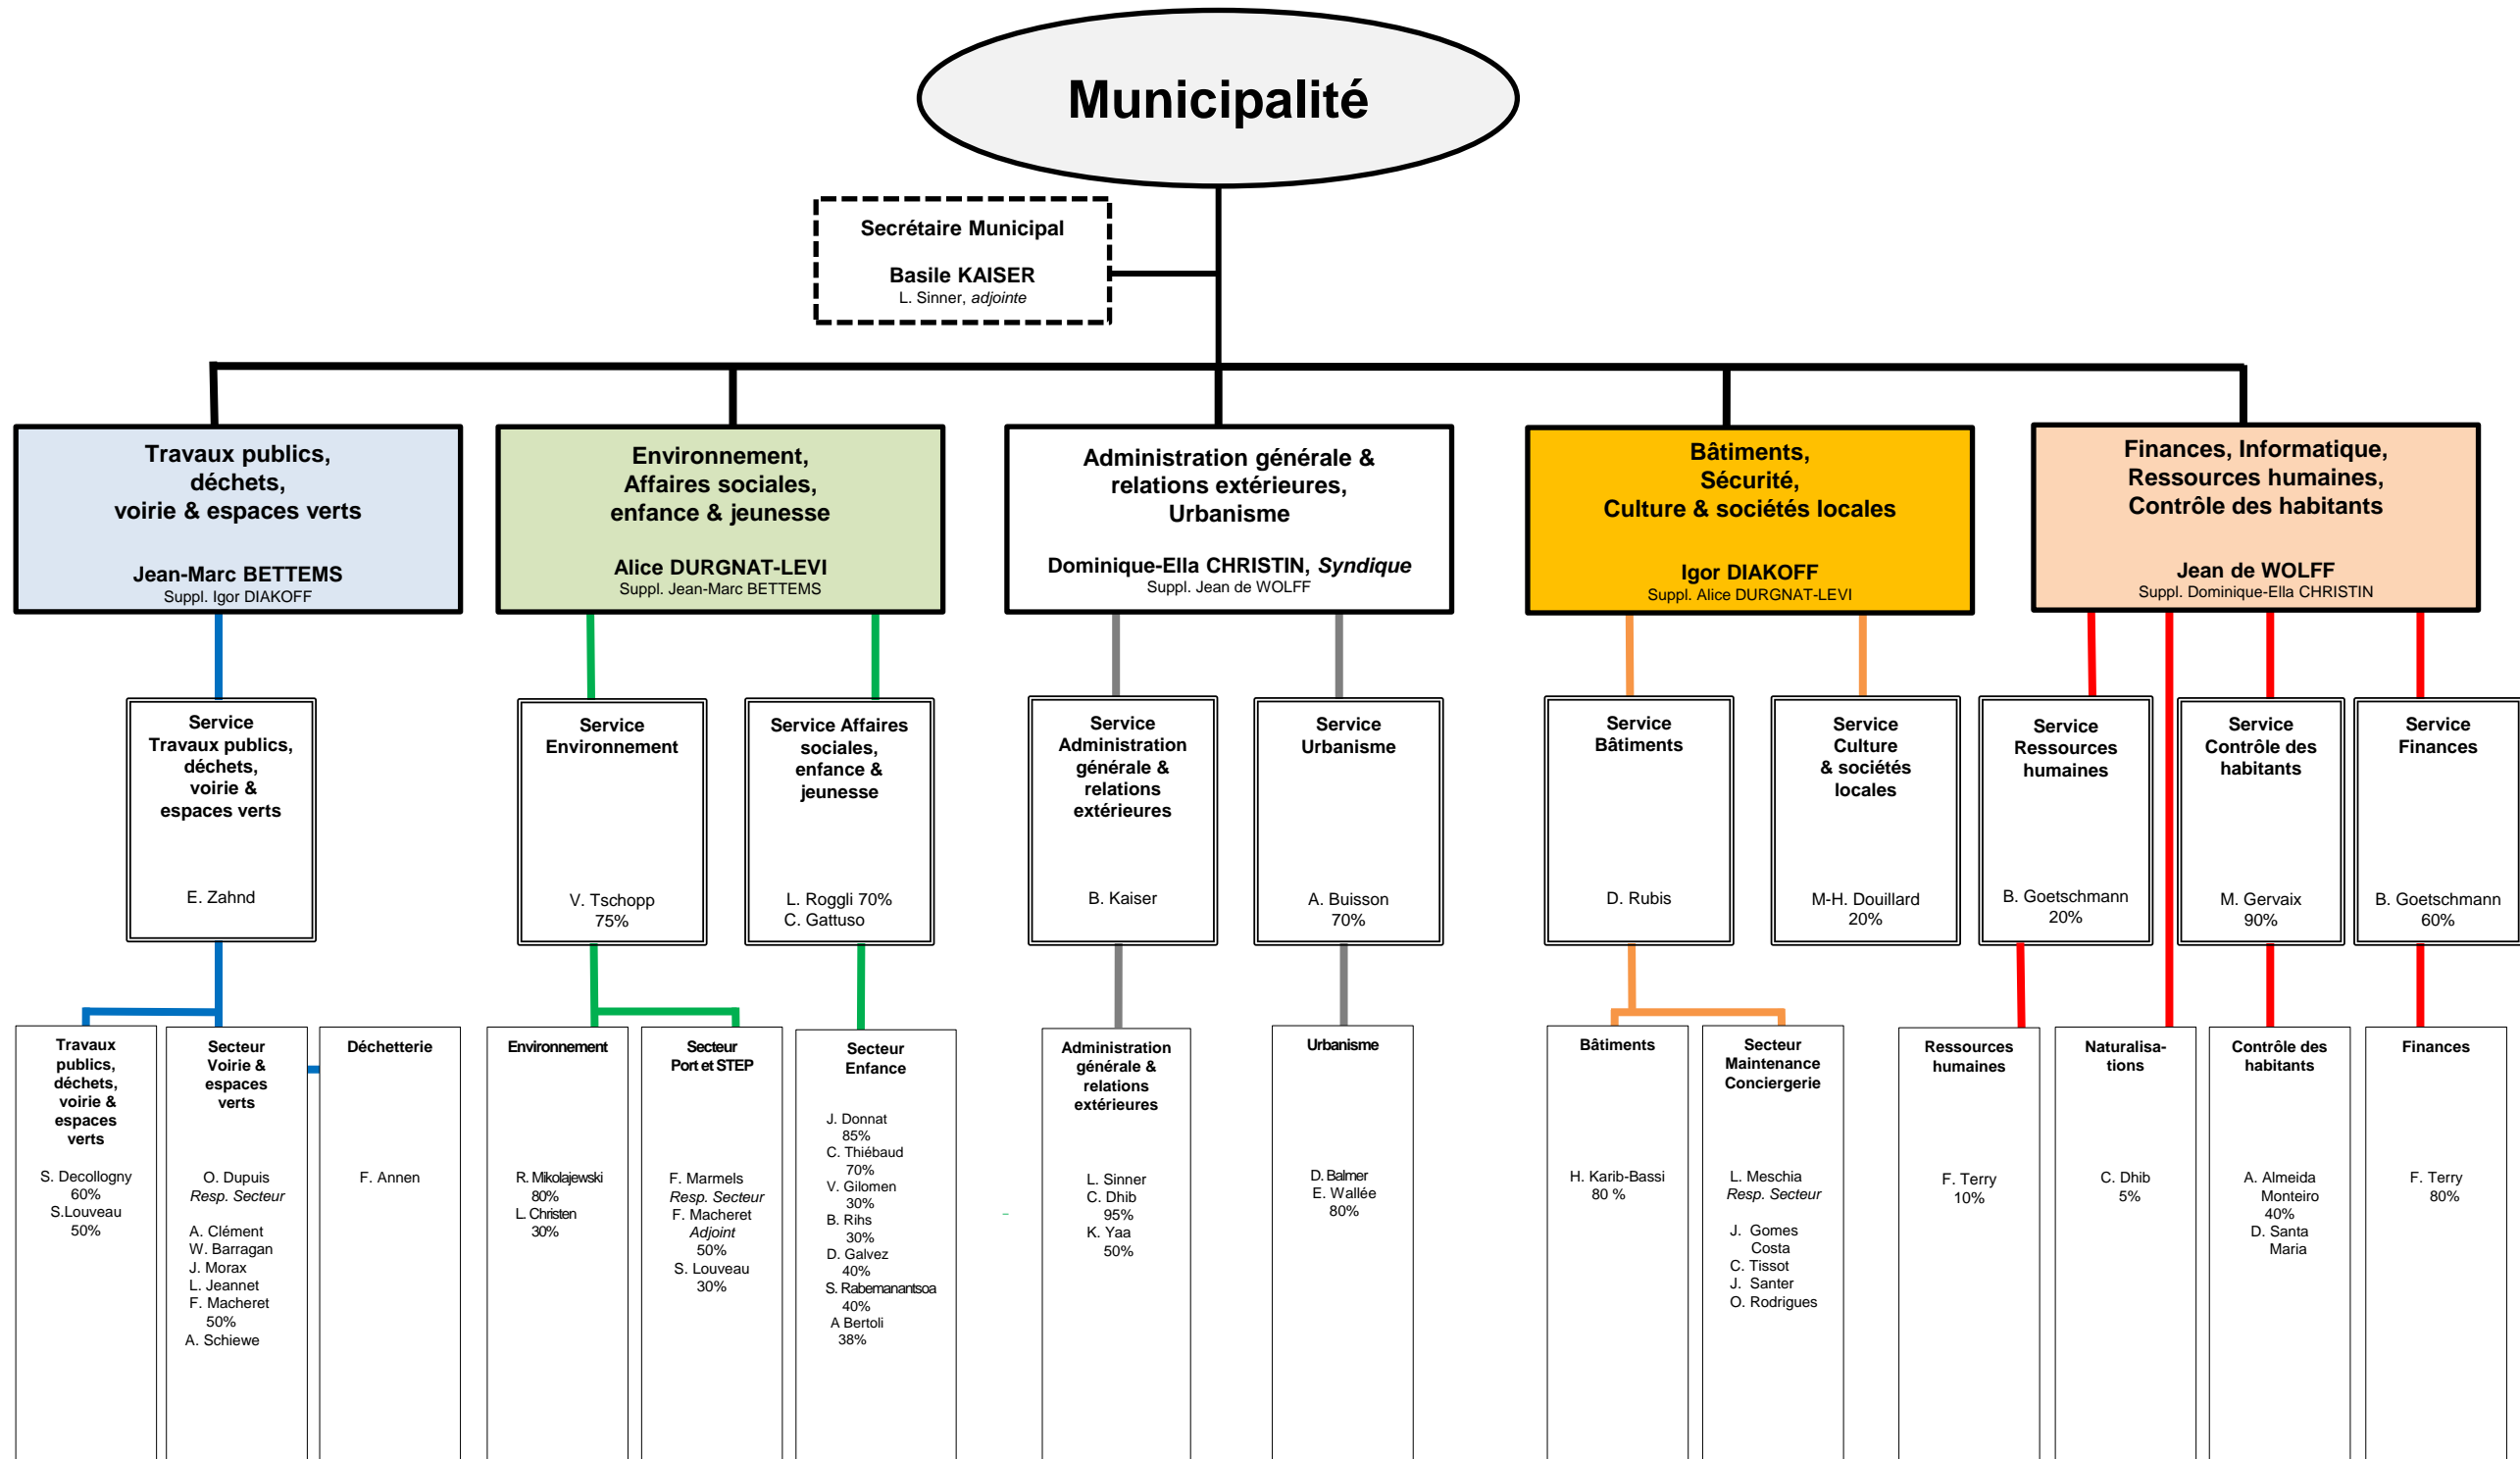 Municipalité
Secrétaire Municipal
Basile KAISER
L. Sinner, adjointe
Travaux publics,
déchets,
voirie & espaces verts
Jean-Marc BETTEMS
Suppl. Igor DIAKOFF
Environnement,
Affaires sociales,
enfance & jeunesse
Alice DURGNAT-LEVI
Suppl. Jean-Marc BETTEMS
Administration générale &
relations extérieures,
Urbanisme
Dominique-Ella CHRISTIN, Syndique
Suppl. Jean de WOLFF
Bâtiments,
Sécurité,
Culture & sociétés locales
Igor DIAKOFF
Suppl. Alice DURGNAT-LEVI
Finances, Informatique,
Ressources humaines,
Contrôle des habitants
Jean de WOLFF
Suppl. Dominique-Ella CHRISTIN
Service
Travaux publics,
déchets,
voirie &
espaces verts
E. Zahnd
Service
Environnement
V. Tschopp
75%
Service Affaires
sociales,
enfance &
jeunesse
L. Roggli 70%
C. Gattuso
Service
Administration
générale &
relations
extérieures
B. Kaiser
Service
Urbanisme
A. Buisson
70%
Service
Bâtiments
D. Rubis
Service
Culture
& sociétés
locales
M-H. Douillard
20%
Service
Ressources
humaines
B. Goetschmann
20%
Service
Contrôle des
habitants
M. Gervaix
90%
Service
Finances
B. Goetschmann
60%
Travaux
publics,
déchets,
voirie &
espaces
verts
S. Decollogny
60%
S.Louveau
50%
Secteur
Voirie &
espaces
verts
O. Dupuis
Resp. Secteur
A. Clément
W. Barragan
J. Morax
L. Jeannet
F. Macheret
50%
A. Schiewe
Déchetterie
F. Annen
Environnement
R. Mikolajewski
80%
L. Christen
30%
Secteur
Port et STEP
F. Marmels
Resp. Secteur
F. Macheret
Adjoint
50%
S. Louveau
30%
Secteur
Enfance
J. Donnat
85%
C. Thiébaud
70%
V. Gilomen
30%
B. Rihs
30%
D. Galvez
40%
S. Rabemanantsoa
40%
A Bertoli
38%
Administration
générale &
relations
extérieures
L. Sinner
C. Dhib
95%
K. Yaa
50%
Urbanisme
D. Balmer
E. Wallée
80%
Bâtiments
H. Karib-Bassi
80 %
Secteur
Maintenance
Conciergerie
L. Meschia
Resp. Secteur
J. Gomes
Costa
C. Tissot
J. Santer
O. Rodrigues
Ressources
humaines
F. Terry
10%
Naturalisa-
tions
C. Dhib
5%
Contrôle des
habitants
A. Almeida
Monteiro
40%
D. Santa
Maria
Finances
F. Terry
80%